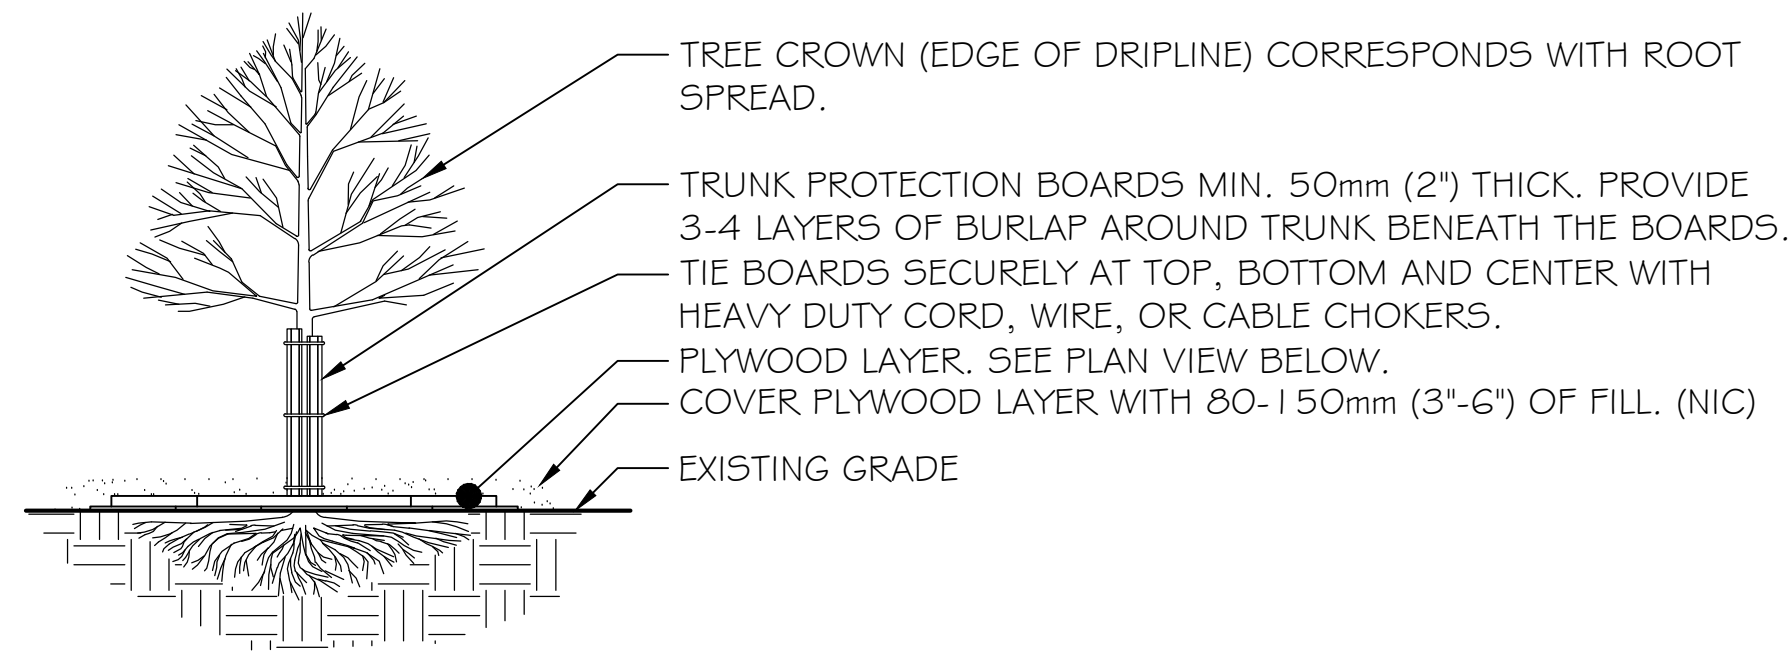 TREE CROWN (EDGE OF DRIPLINE) CORRESPONDS WITH ROOT
SPREAD.
TRUNK PROTECTION BOARDS MIN. 50mm (2") THICK. PROVIDE
3-4 LAYERS OF BURLAP AROUND TRUNK BENEATH THE BOARDS.
TIE BOARDS SECURELY AT TOP, BOTTOM AND CENTER WITH
HEAVY DUTY CORD, WIRE, OR CABLE CHOKERS.
PLYWOOD LAYER. SEE PLAN VIEW BELOW.
COVER PLYWOOD LAYER WITH 80-150mm (3"-6") OF FILL. (NIC)
EXISTING GRADE